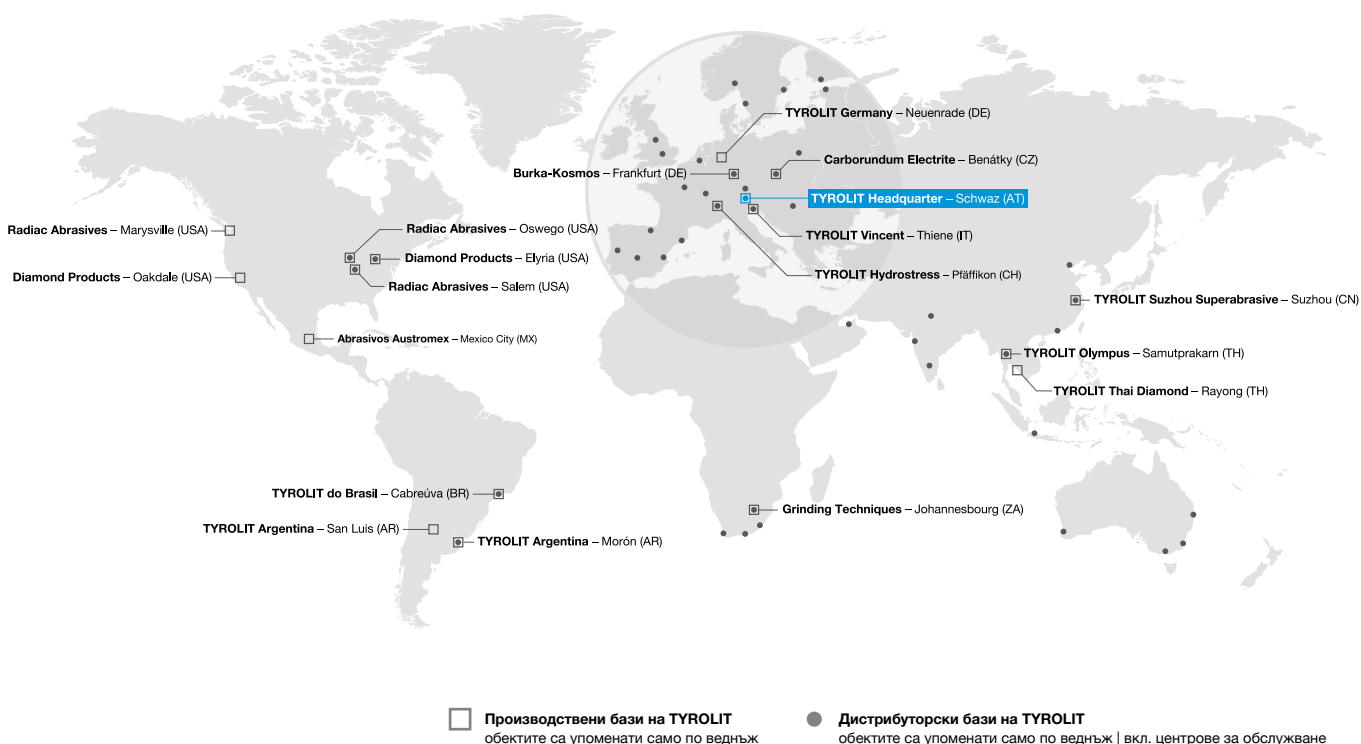 TYROLIT Germany – Neuenrade (DE)
Carborundum Electrite – Benátky (CZ)
Burka-Kosmos – Frankfurt (DE)
TYROLIT Headquarter – Schwaz (AT)
Radiac Abrasives – Marysville (USA)
Radiac Abrasives – Oswego (USA)
TYROLIT Vincent – Thiene (IT)
Diamond Products – Elyria (USA)
Diamond Products – Oakdale (USA)
TYROLIT Hydrostress – Pfäffikon (CH)
Radiac Abrasives – Salem (USA)
TYROLIT Suzhou Superabrasive – Suzhou (CN)
Abrasivos Austromex – Mexico City (MX)
TYROLIT Olympus – Samutprakarn (TH)
TYROLIT Thai Diamond – Rayong (TH)
TYROLIT do Brasil – Cabreúva (BR)
Grinding Techniques – Johannesbourg (ZA)
TYROLIT Argentina – San Luis (AR)
TYROLIT Argentina – Morón (AR)
Производствени бази на TYROLIT
обектите са упоменати само по веднъж
Дистрибуторски бази на TYROLIT
обектите са упоменати само по веднъж | вкл. центрове за обслужване